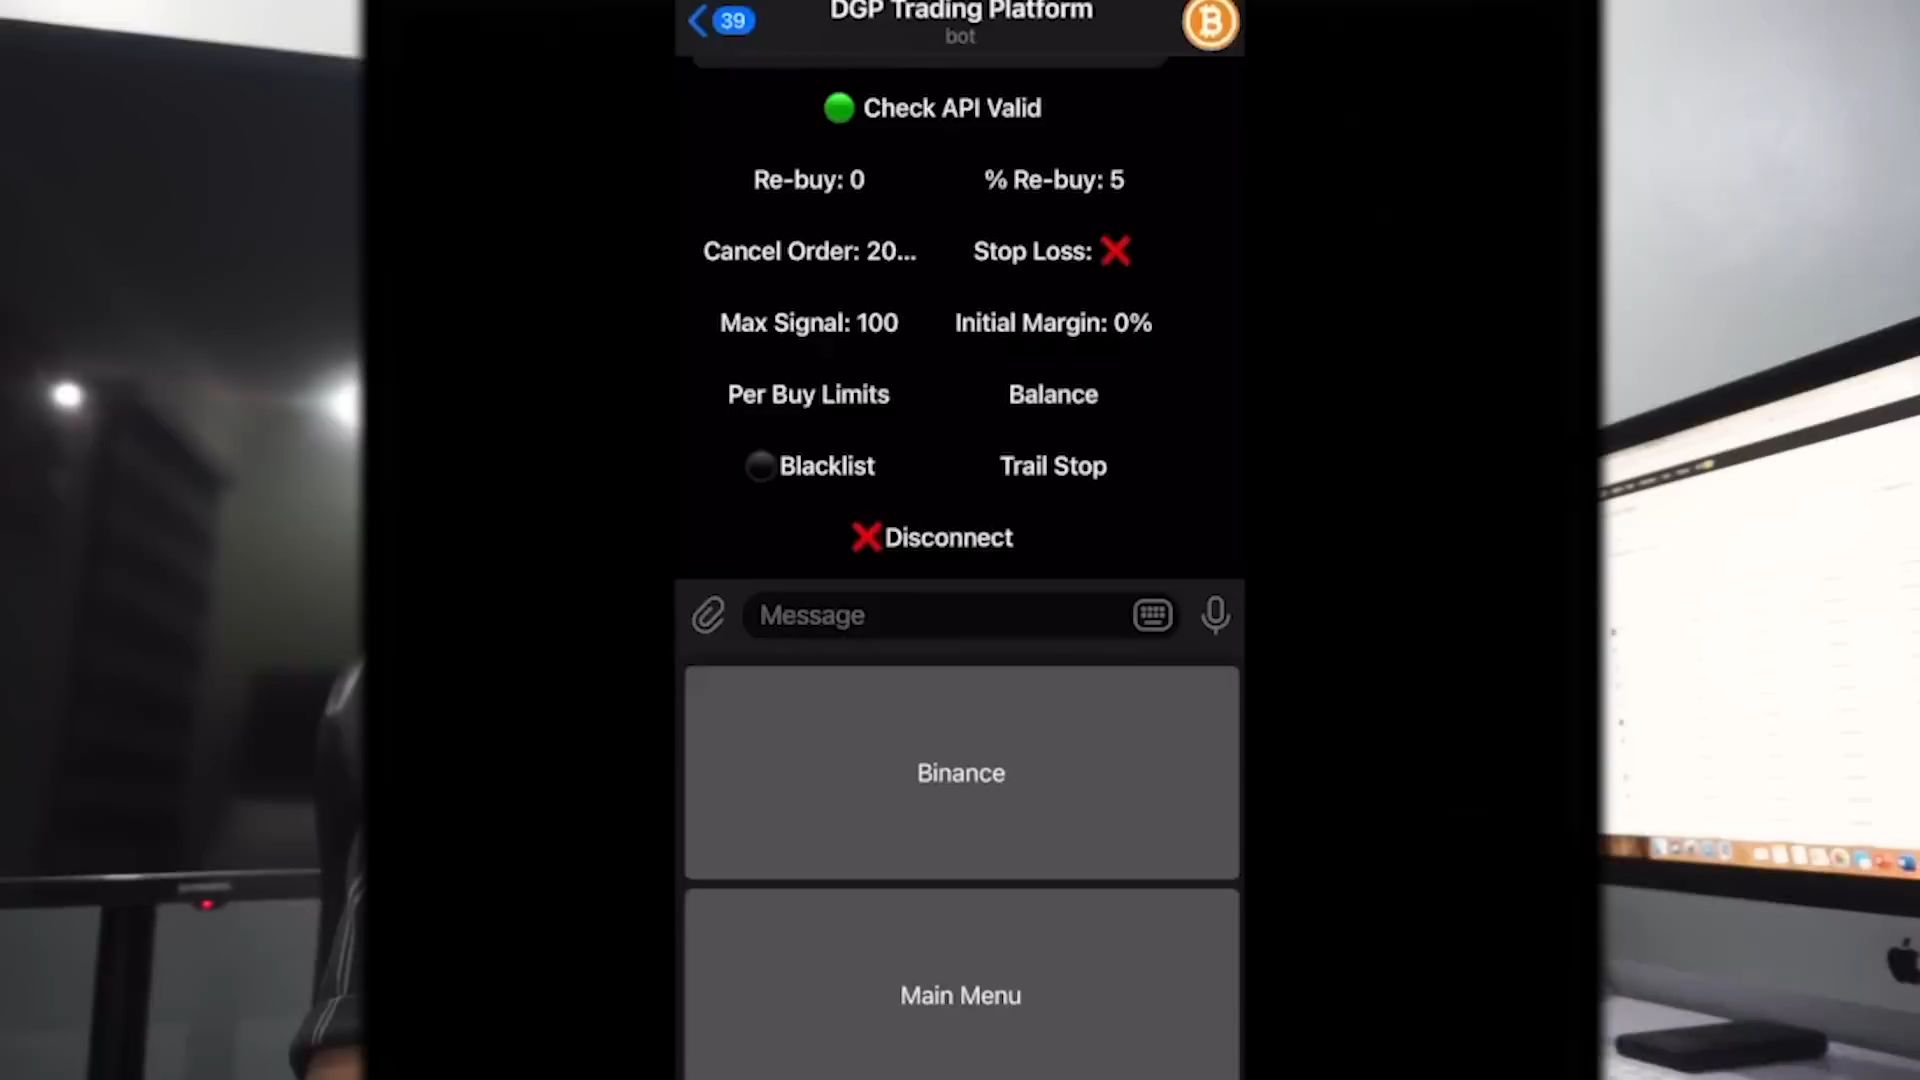 39
DGP Trading Platform
bot
Check API Valid
Re-buy: 0
% Re-buy: 5
Cancel Order: 20...
Stop Loss:
Max Signal: 100
Initial Margin: 0%
Per Buy Limits
Balance
Blacklist
Trail Stop
Disconnect
Message
Binance
Main Menu